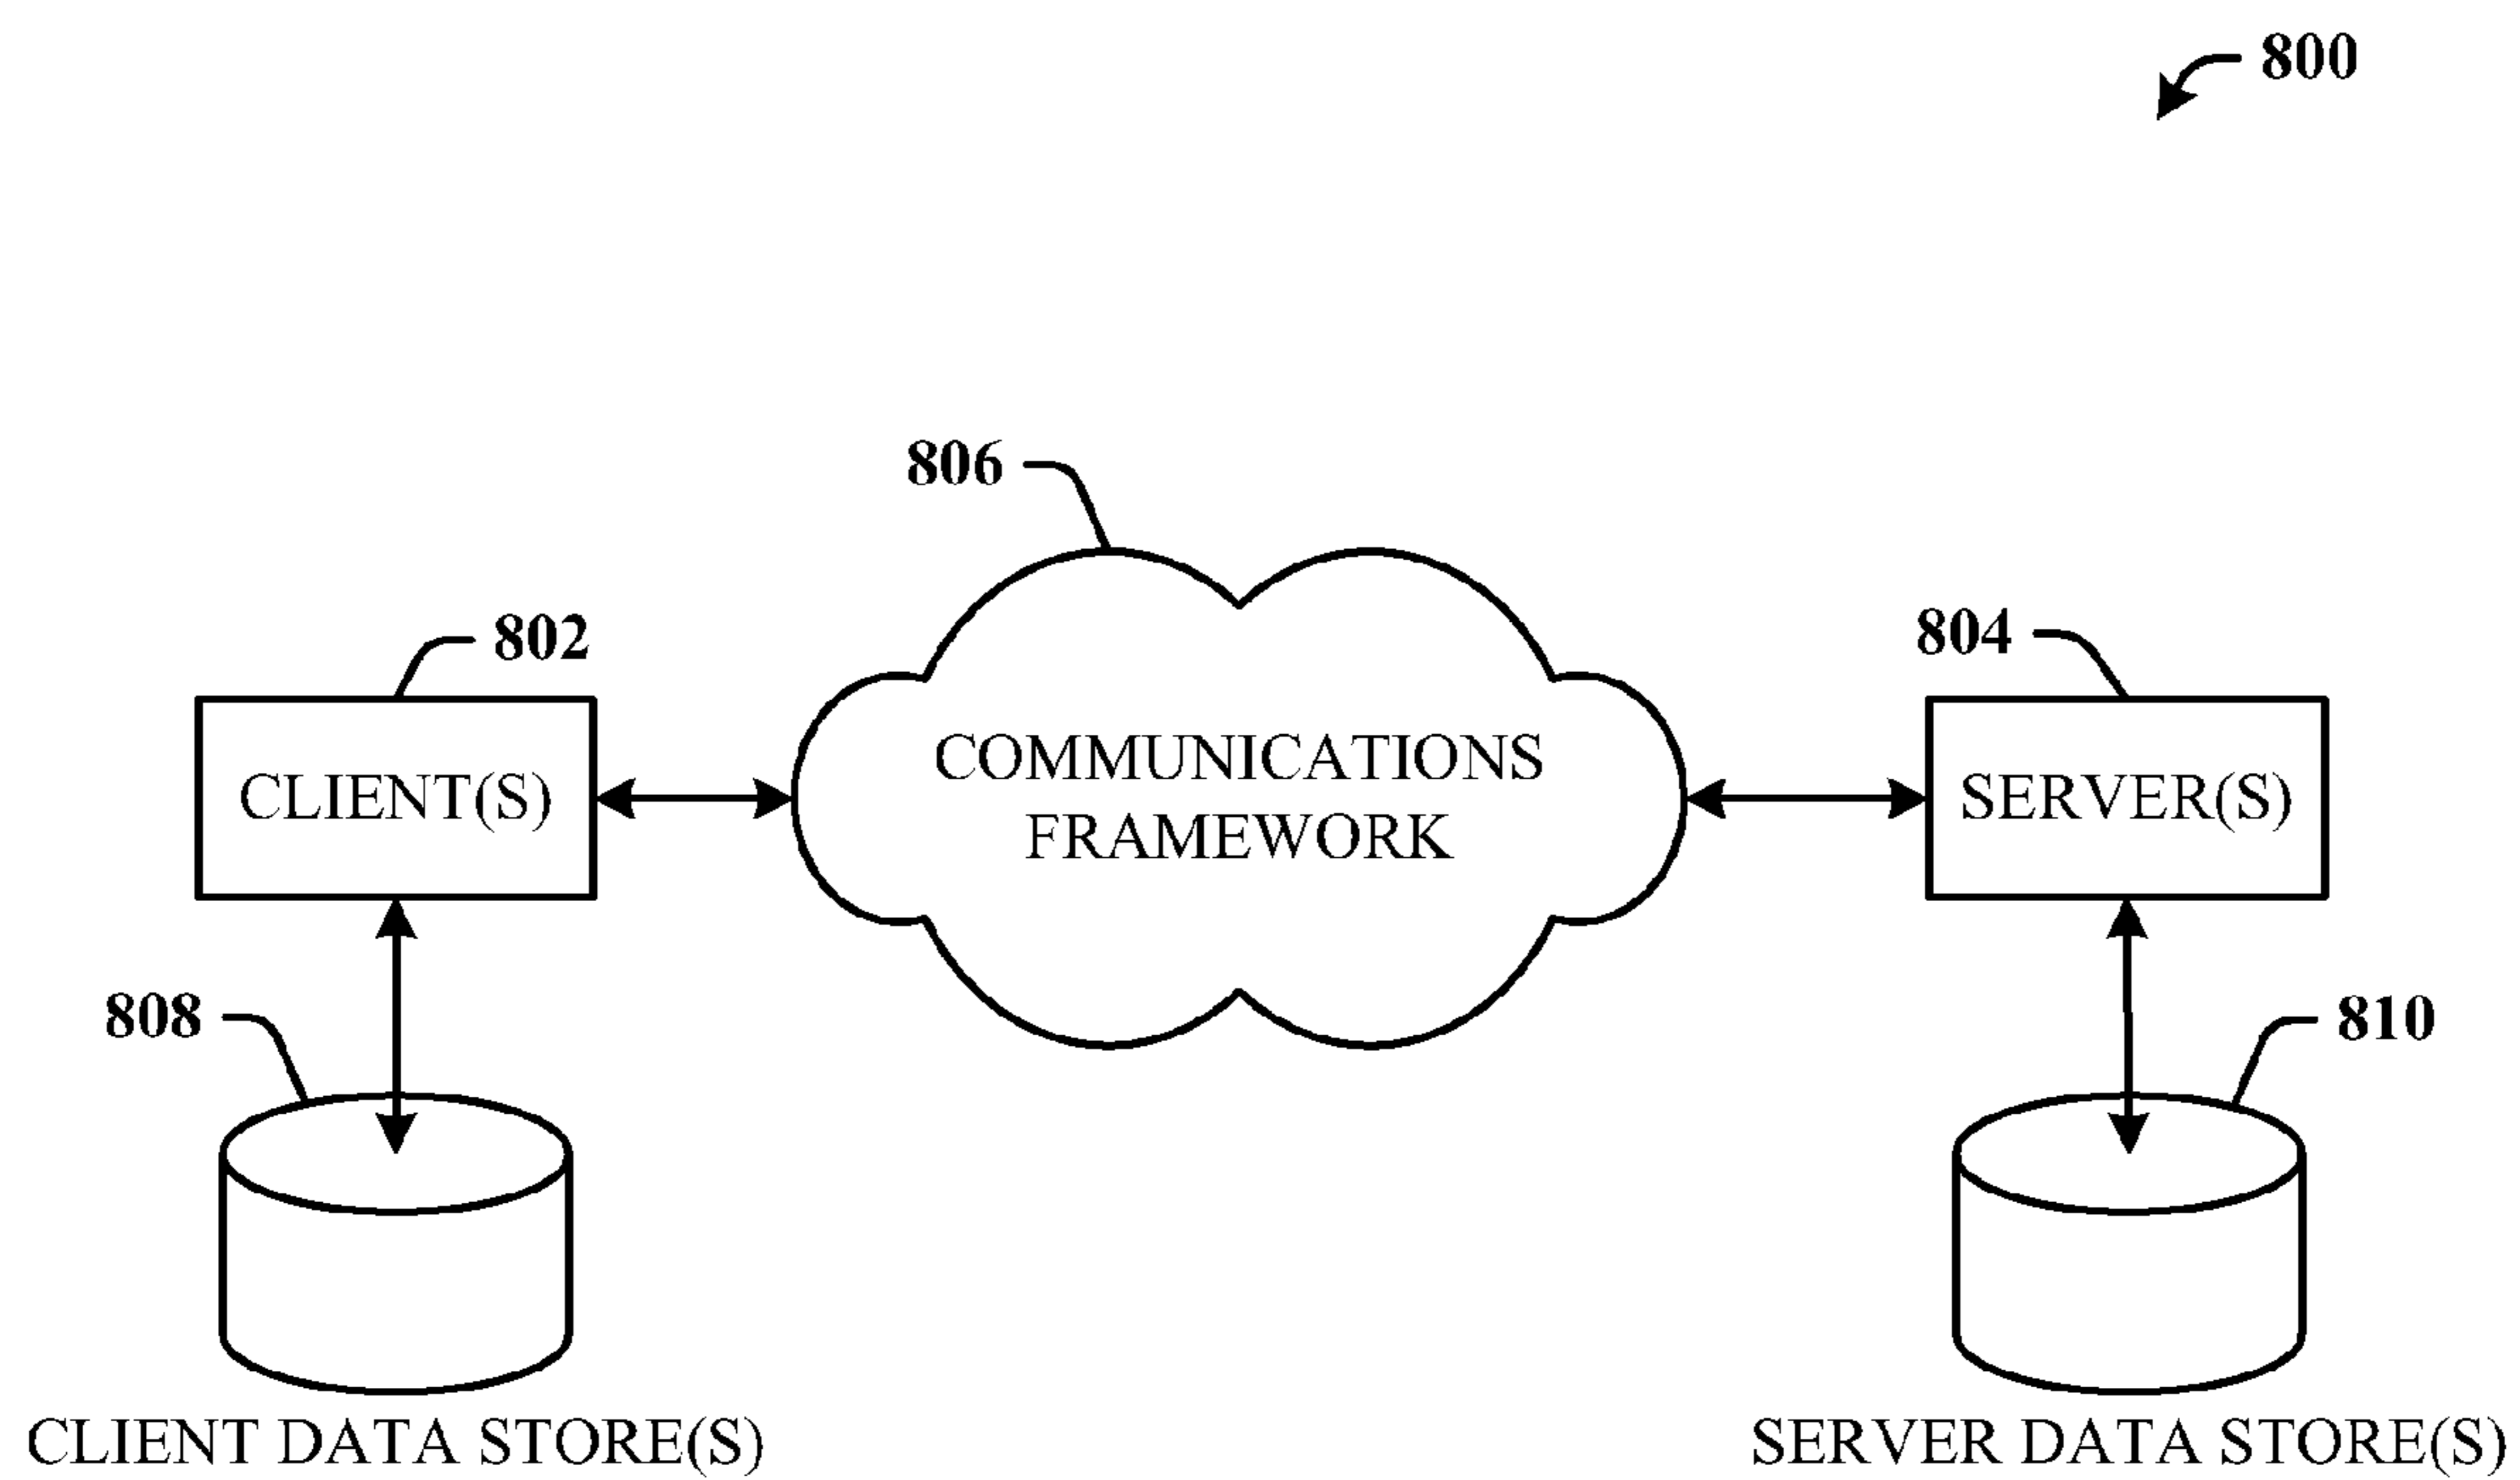 800
806
802
804
COMMUNICATIONS
FRAMEWORK
CLIENT(S)
SERVER(S)
808
810
CLIENT DATA STORE(S)
SERVER DATA STORE(S)